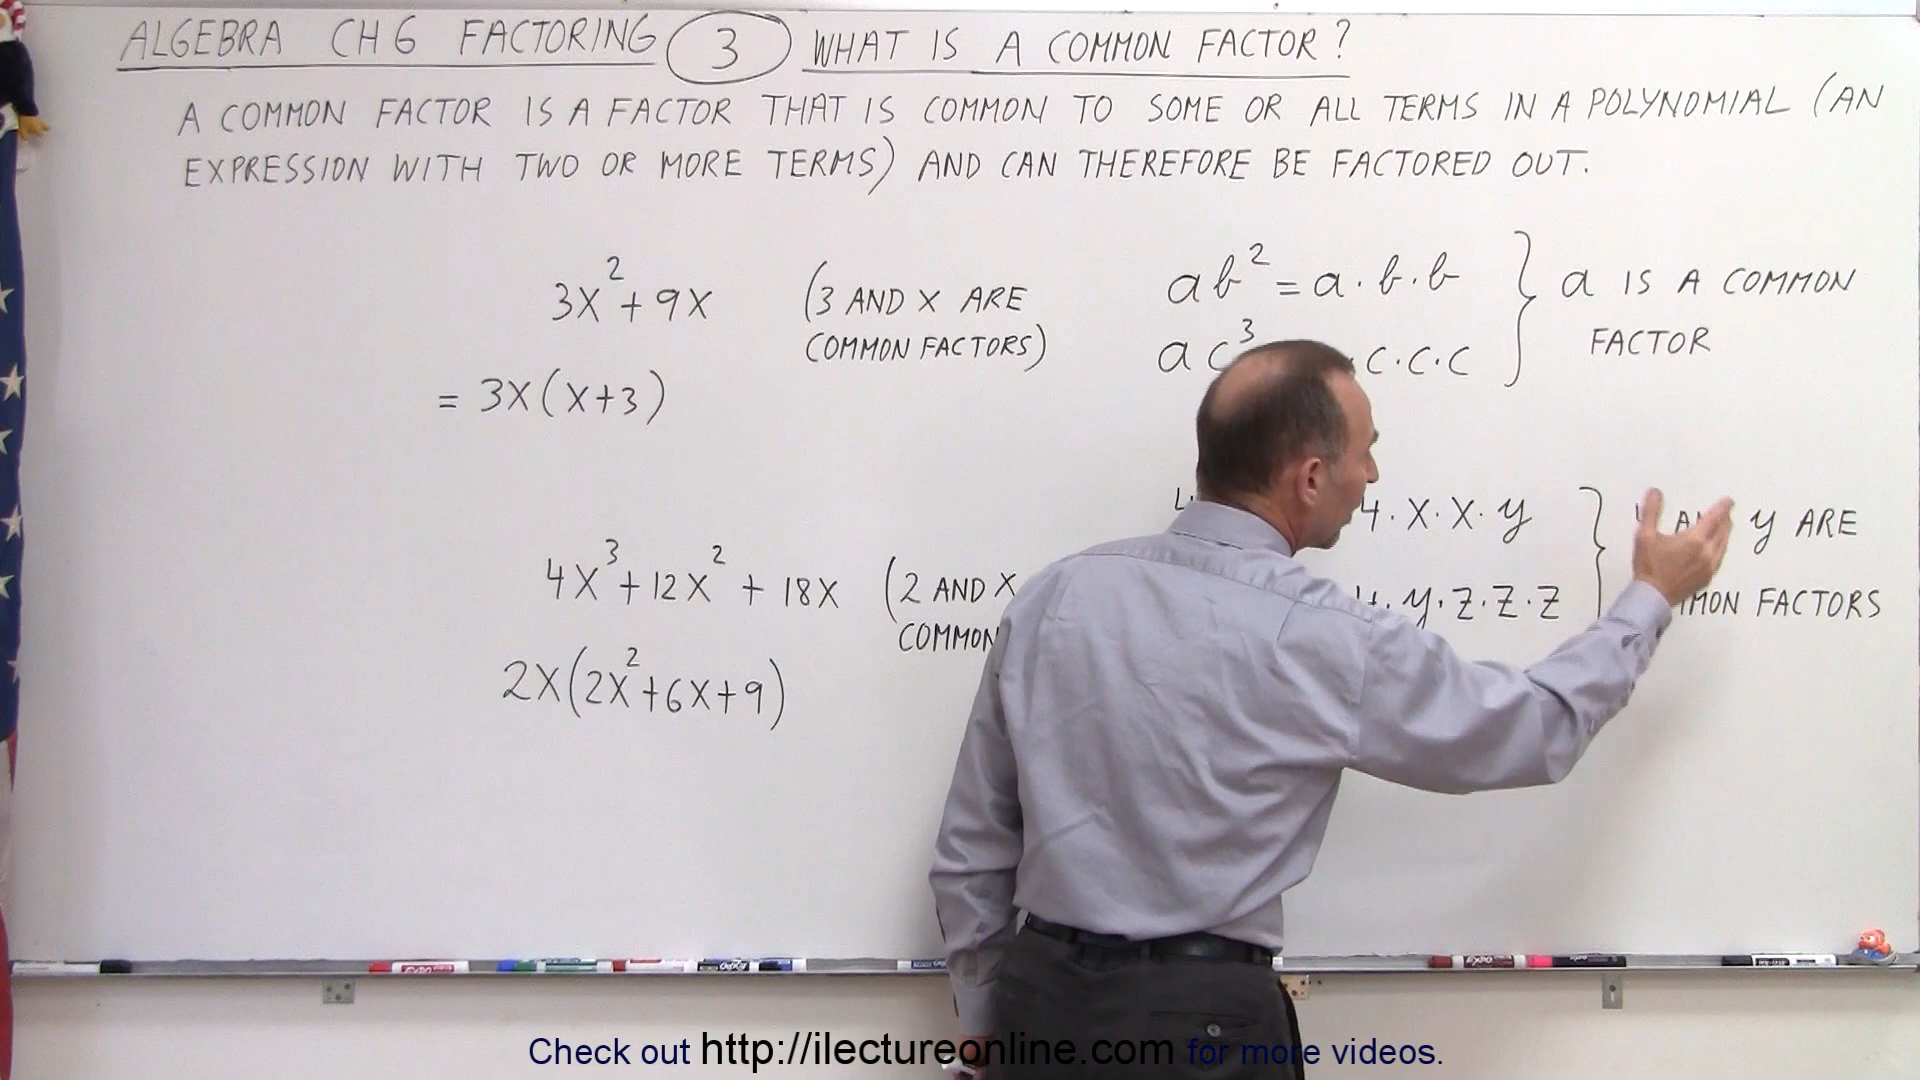 ALGEBRA CH 6 FACTORING 3 WHAT IS A COMMON FACTOR?
A COMMON FACTOR IS A FACTOR THAT IS COMMON TO SOME OR ALL TERMS IN A POLYNOMIAL (AN
EXPRESSION WITH TWO OR MORE TERMS) AND CAN THEREFORE BE FACTORED OUT.
3X² + 9X (3 AND X ARE
COMMON FACTORS)
= 3X(X+3)
4X³ + 12X² + 18X (2 AND X
COMMON
2X(2X² + 6X + 9)
ab² = a·b·b } a IS A COMMON
FACTOR
ac³ c·c·c
4·X·X·y } y ARE
4·y·Z·Z·Z FACTORS
Check out http://ilectureonline.com for more videos.